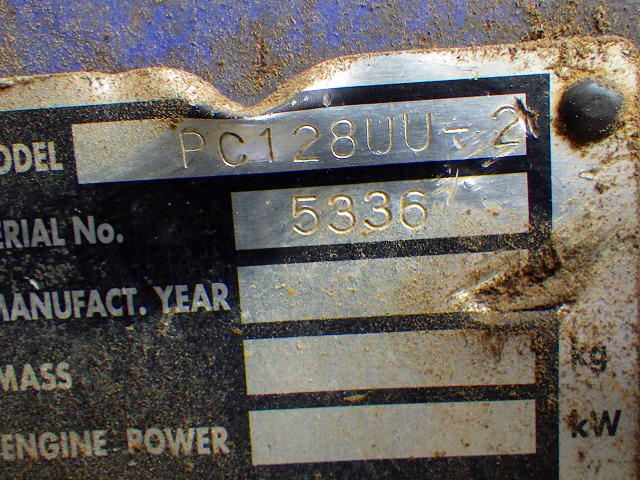 ODEL PC128UU-2
ERIAL No. 5336
MANUFACT. YEAR
MASS kg
ENGINE POWER kW